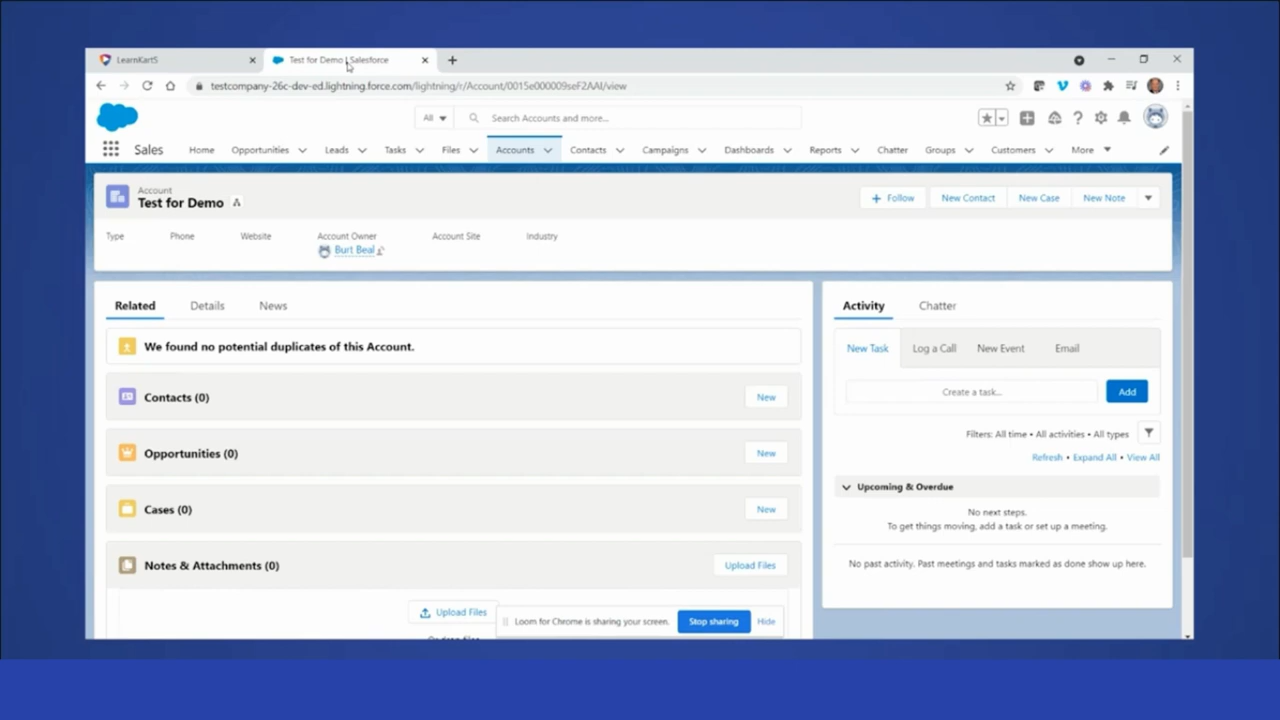 LearnKartS
Test for Demo | Salesforce
testcompany-26c-dev-ed.lightning.force.com/lightning/r/Account/0015e000009seF2AAI/view
All
Search Accounts and more...
Sales Home Opportunities Leads Tasks Files Accounts Contacts Campaigns Dashboards Reports Chatter Groups Customers More
Account
Test for Demo
Follow New Contact New Case New Note
Type Phone Website Account Owner Account Site Industry
Burt Beal
Related Details News
We found no potential duplicates of this Account.
Contacts (0) New
Opportunities (0) New
Cases (0) New
Notes & Attachments (0) Upload Files
Upload Files
Or drop files
Activity Chatter
New Task Log a Call New Event Email
Create a task... Add
Filters: All time • All activities • All types
Refresh • Expand All • View All
Upcoming & Overdue
No next steps.
To get things moving, add a task or set up a meeting.
No past activity. Past meetings and tasks marked as done show up here.
Loom for Chrome is sharing your screen. Stop sharing Hide